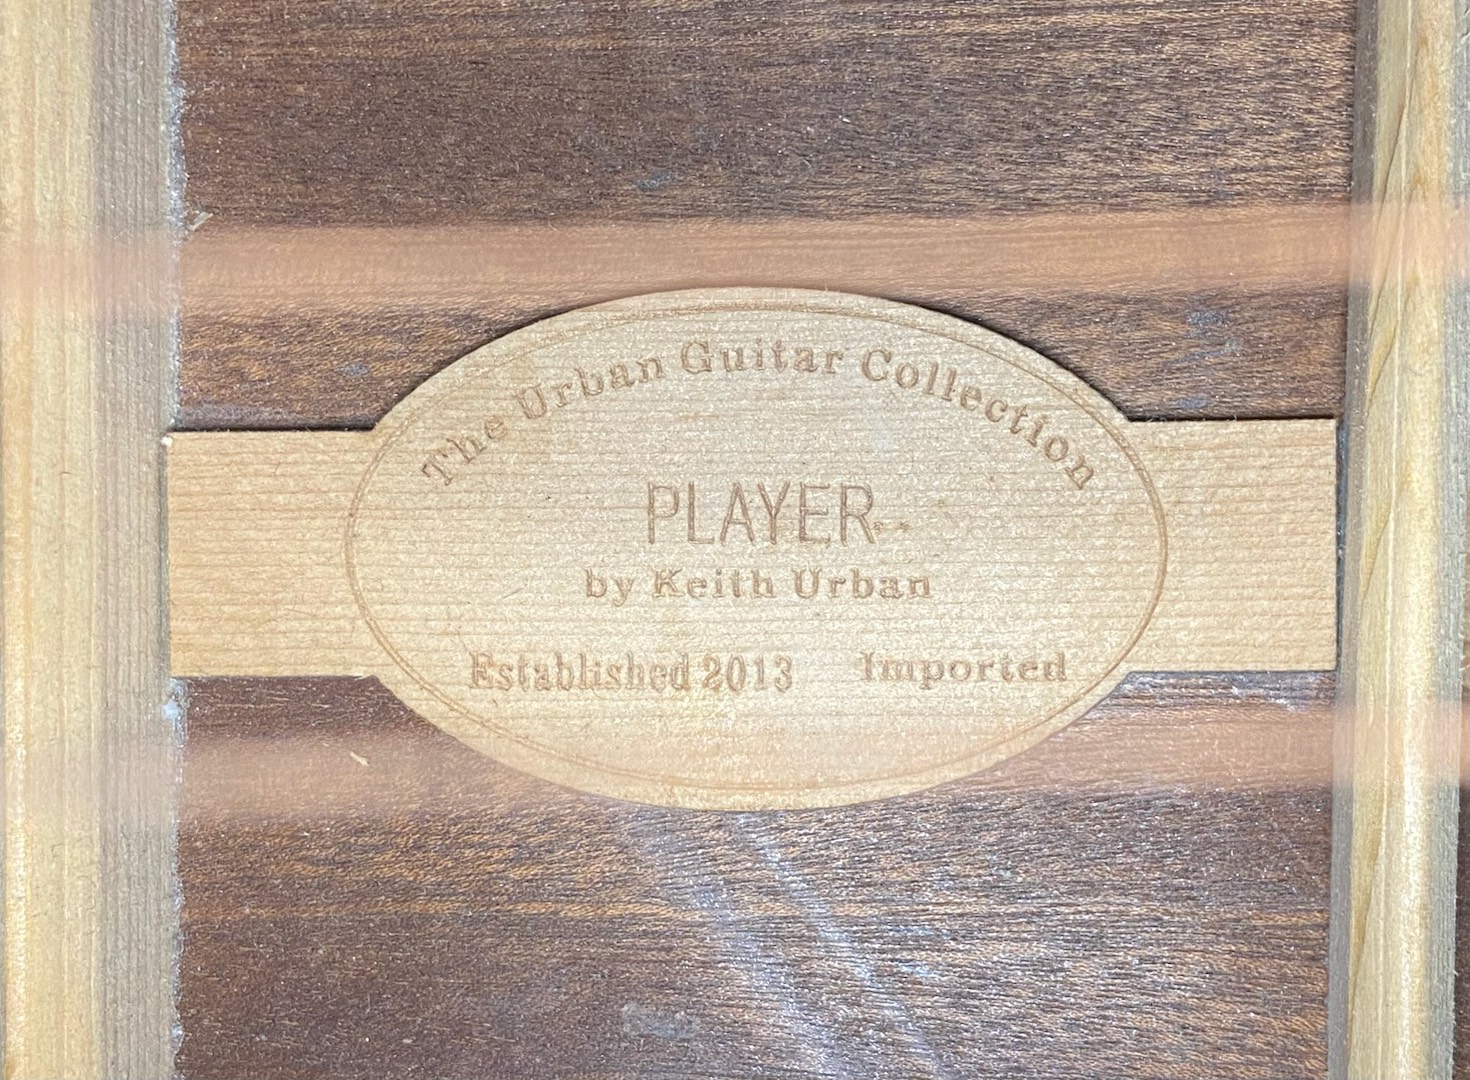 The Urban Guitar Collection
PLAYER
by Keith Urban
Established 2013 Imported